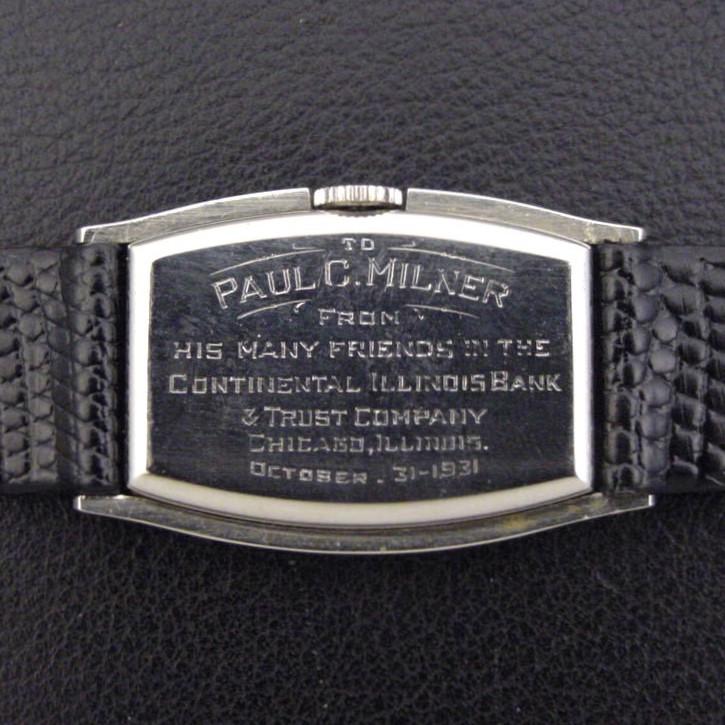 TO
PAUL C. MILNER
FROM
HIS MANY FRIENDS IN THE
CONTINENTAL ILLINOIS BANK
& TRUST COMPANY
CHICAGO, ILLINOIS.
OCTOBER. 31-1931